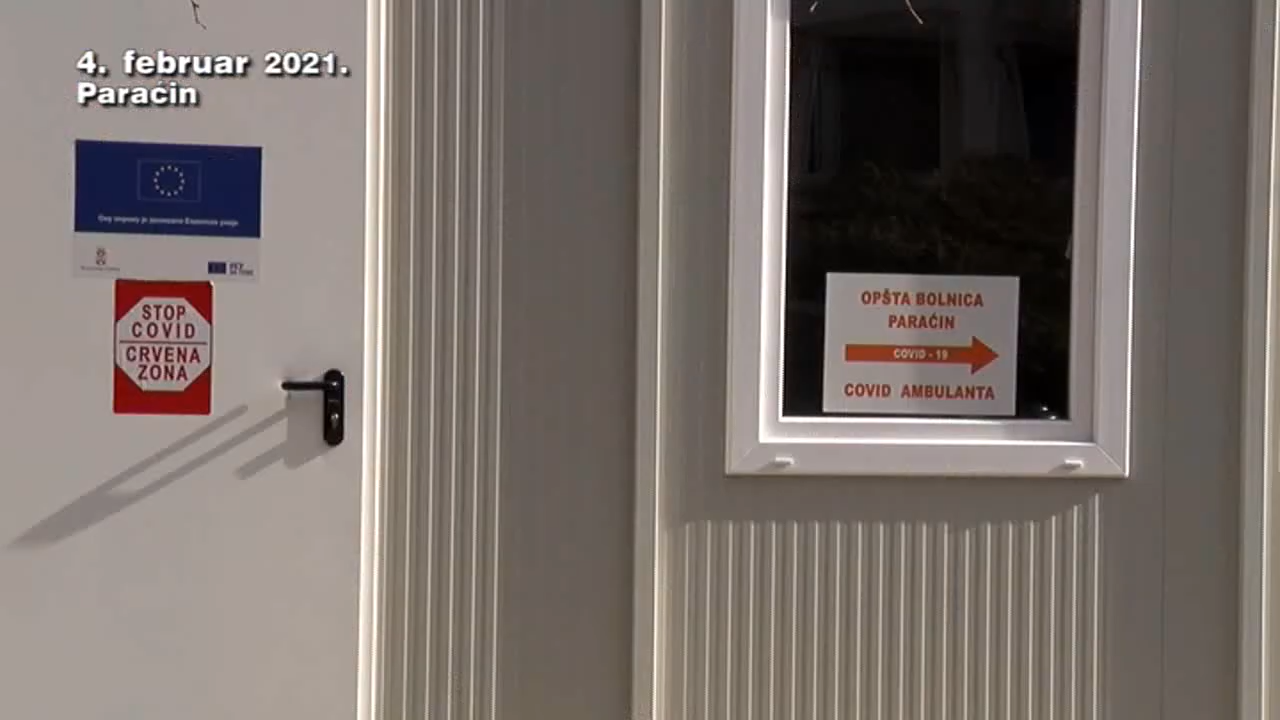 4. februar 2021.
Paraćin
STOP
COVID
CRVENA
ZONA
OPŠTA BOLNICA
PARAĆIN
COVID - 19
COVID AMBULANTA